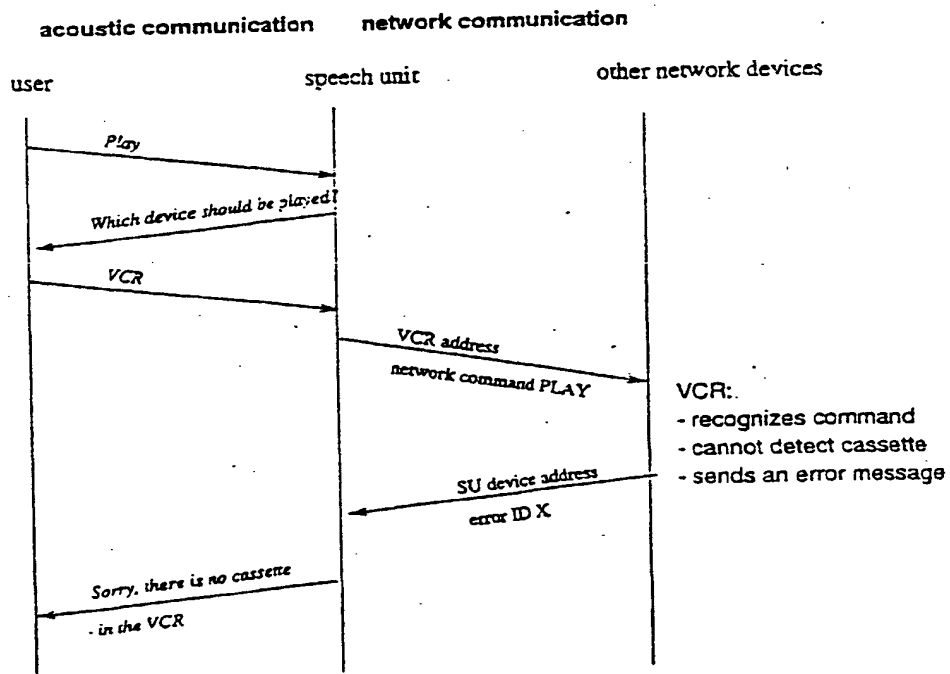 acoustic communication network communication
user speech unit other network devices
Play
Which device should be played?
VCR
VCR address
network command PLAY
VCR:
- recognizes command
- cannot detect cassette
- sends an error message
SU device address
error ID X
Sorry, there is no cassette
- in the VCR